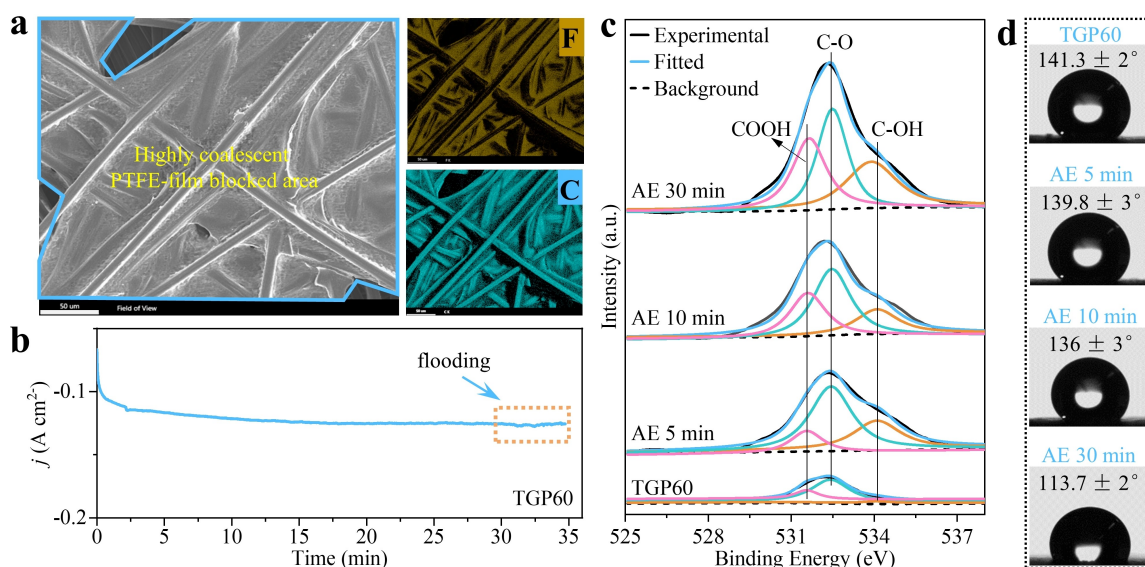 a
Highly coalescent
PTFE-film blocked area
50 um
Field of View
F
C
b
flooding
j (A cm²⁻)
-0.1
-0.2
TGP60
0
5
10
15
20
25
30
35
Time (min)
c
Experimental
Fitted
Background
C-O
COOH
C-OH
AE 30 min
AE 10 min
AE 5 min
TGP60
Intensity (a.u.)
525
528
531
534
537
Binding Energy (eV)
d
TGP60
141.3 ± 2°
AE 5 min
139.8 ± 3°
AE 10 min
136 ± 3°
AE 30 min
113.7 ± 2°